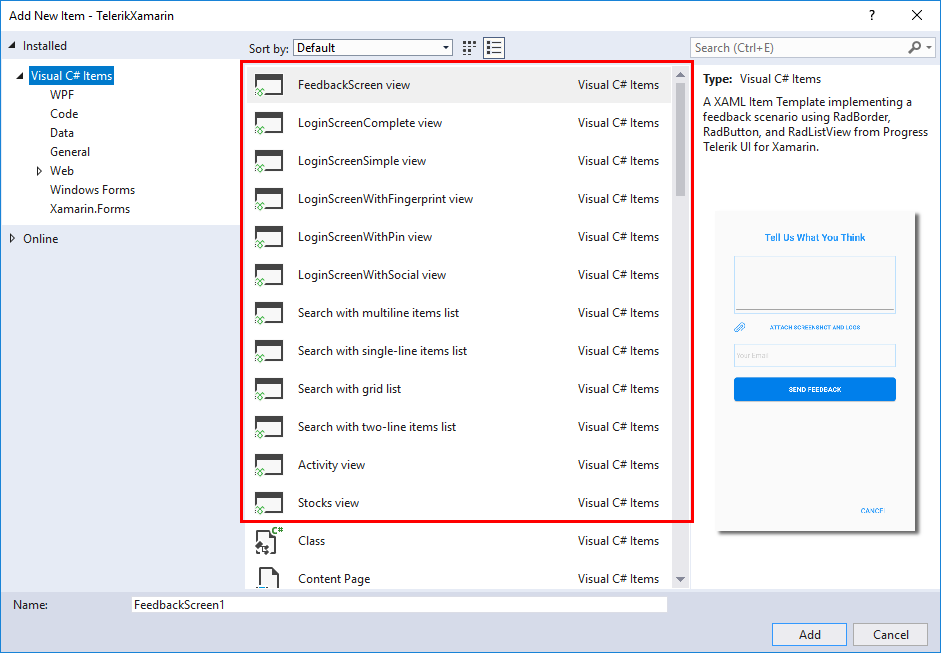 Add New Item - TelerikXamarin
?
Installed
Sort by: Default
Search (Ctrl+E)
Visual C# Items
WPF
Code
Data
General
Web
Windows Forms
Xamarin.Forms
Online
FeedbackScreen view Visual C# Items
LoginScreenComplete view Visual C# Items
LoginScreenSimple view Visual C# Items
LoginScreenWithFingerprint view Visual C# Items
LoginScreenWithPin view Visual C# Items
LoginScreenWithSocial view Visual C# Items
Search with multiline items list Visual C# Items
Search with single-line items list Visual C# Items
Search with grid list Visual C# Items
Search with two-line items list Visual C# Items
Activity view Visual C# Items
Stocks view Visual C# Items
C# Class Visual C# Items
Content Page Visual C# Items
Type: Visual C# Items
A XAML Item Template implementing a
feedback scenario using RadBorder,
RadButton, and RadListView from Progress
Telerik UI for Xamarin.
Tell Us What You Think
ATTACH SCREENSHOT AND LOGS
Your Email
SEND FEEDBACK
CANCEL
Name: FeedbackScreen1
Add Cancel